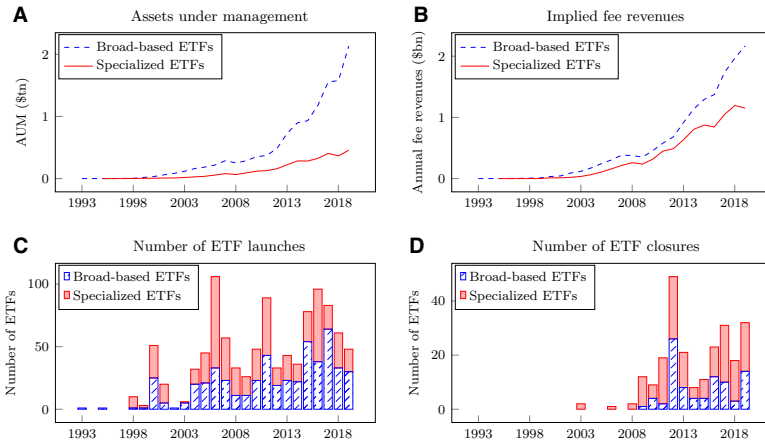 A
Assets under management
Broad-based ETFs
Specialized ETFs
AUM ($tn)
2
1
0
1993 1998 2003 2008 2013 2018
B
Implied fee revenues
Broad-based ETFs
Specialized ETFs
Annual fee revenues ($bn)
2
1
0
1993 1998 2003 2008 2013 2018
C
Number of ETF launches
Broad-based ETFs
Specialized ETFs
Number of ETFs
100
50
0
1993 1998 2003 2008 2013 2018
D
Number of ETF closures
Broad-based ETFs
Specialized ETFs
Number of ETFs
40
20
0
1993 1998 2003 2008 2013 2018